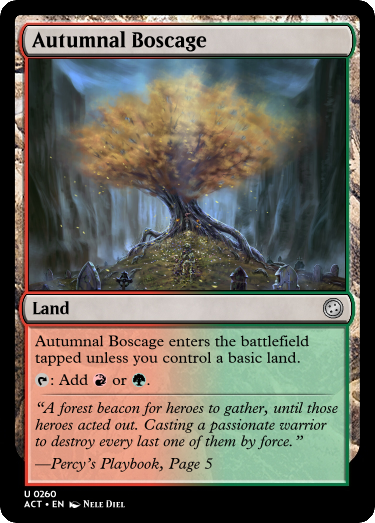 Autumnal Boscage
Land
Autumnal Boscage enters the battlefield
tapped unless you control a basic land.
: Add or .
“A forest beacon for heroes to gather, until those
heroes acted out. Casting a passionate warrior
to destroy every last one of them by force.”
—Percy’s Playbook, Page 5
U 0260
ACT • EN Nele Diel